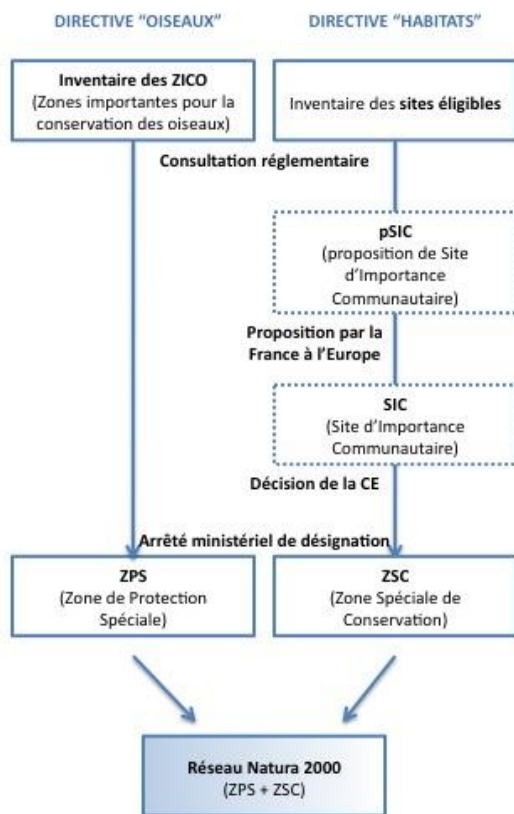 DIRECTIVE "OISEAUX"
DIRECTIVE "HABITATS"
Inventaire des ZICO
(Zones importantes pour la
conservation des oiseaux)
Inventaire des sites éligibles
Consultation réglementaire
pSIC
(proposition de Site
d'Importance
Communautaire)
Proposition par la
France à l'Europe
SIC
(Site d'Importance
Communautaire)
Décision de la CE
Arrêté ministériel de désignation
ZPS
(Zone de Protection
Spéciale)
ZSC
(Zone Spéciale de
Conservation)
Réseau Natura 2000
(ZPS + ZSC)